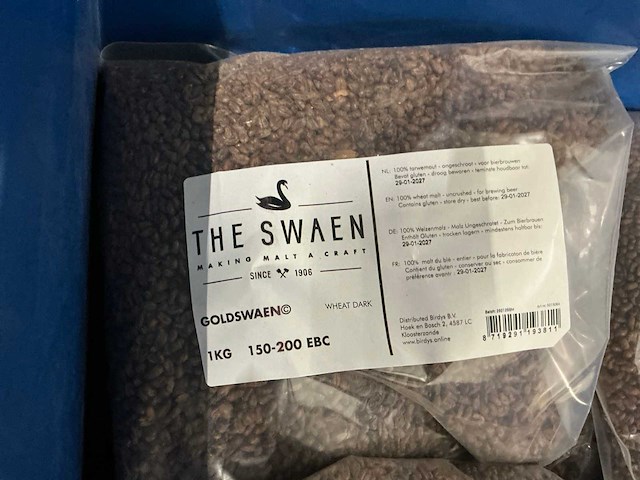 THE SWAEN
MAKING MALT A CRAFT
SINCE 1906
GOLDSWAEN©
WHEAT DARK
1KG 150-200 EBC
NL: 100% tarwemout - ongeschroot - voor bierbrouwen
Bevat gluten - droog bewaren - teminste houdbaar tot:
29-01-2027
EN: 100% wheat malt - uncrushed - for brewing beer
Contains gluten - store dry - best before: 29-01-2027
DE: 100% Weizenmalz - Malz Ungeschrotet - Zum Bierbrauen
Enthält Gluten - trocken lagern - mindestens haltbar bis:
29-01-2027
FR: 100% malt du blé - entier - pour la fabricaton de bière
Contient du gluten - conserver au sec - consommer de
préférence avant: 29-01-2027
Distributed Birdys B.V.
Hoek en Bosch 2, 4587 LC
Kloosterzande
www.birdys.online
8 719291 193811